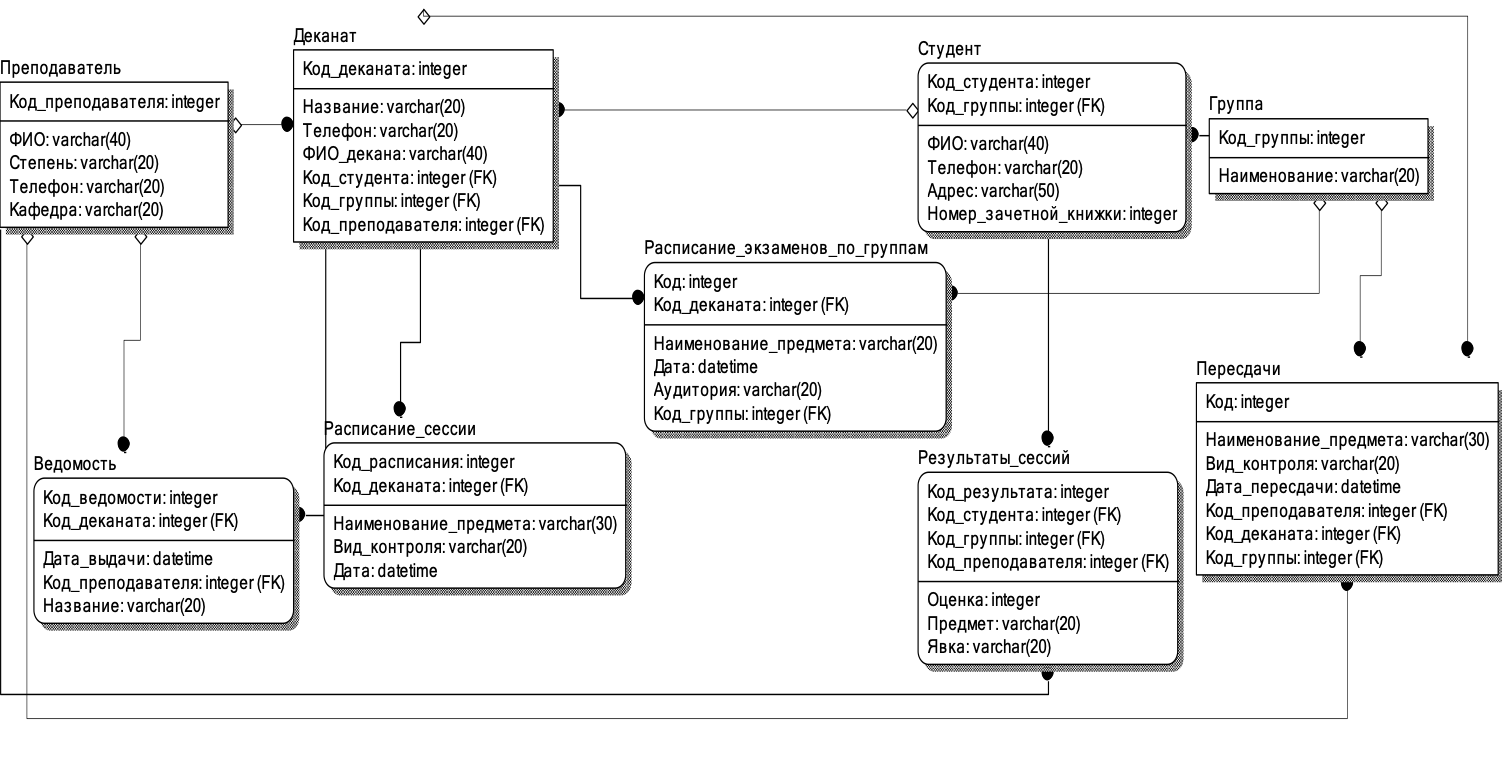 Преподаватель
Код_преподавателя: integer
ФИО: varchar(40)
Степень: varchar(20)
Телефон: varchar(20)
Кафедра: varchar(20)
Деканат
Код_деканата: integer
Название: varchar(20)
Телефон: varchar(20)
ФИО_декана: varchar(40)
Код_студента: integer (FK)
Код_группы: integer (FK)
Код_преподавателя: integer (FK)
Студент
Код_студента: integer
Код_группы: integer (FK)
ФИО: varchar(40)
Телефон: varchar(20)
Адрес: varchar(50)
Номер_зачетной_книжки: integer
Группа
Код_группы: integer
Наименование: varchar(20)
Расписание_экзаменов_по_группам
Код: integer
Код_деканата: integer (FK)
Наименование_предмета: varchar(20)
Дата: datetime
Аудитория: varchar(20)
Код_группы: integer (FK)
Пересдачи
Код: integer
Наименование_предмета: varchar(30)
Вид_контроля: varchar(20)
Дата_пересдачи: datetime
Код_преподавателя: integer (FK)
Код_деканата: integer (FK)
Код_группы: integer (FK)
Ведомость
Код_ведомости: integer
Код_деканата: integer (FK)
Дата_выдачи: datetime
Код_преподавателя: integer (FK)
Название: varchar(20)
Расписание_сессии
Код_расписания: integer
Код_деканата: integer (FK)
Наименование_предмета: varchar(30)
Вид_контроля: varchar(20)
Дата: datetime
Результаты_сессий
Код_результата: integer
Код_студента: integer (FK)
Код_группы: integer (FK)
Код_преподавателя: integer (FK)
Оценка: integer
Предмет: varchar(20)
Явка: varchar(20)